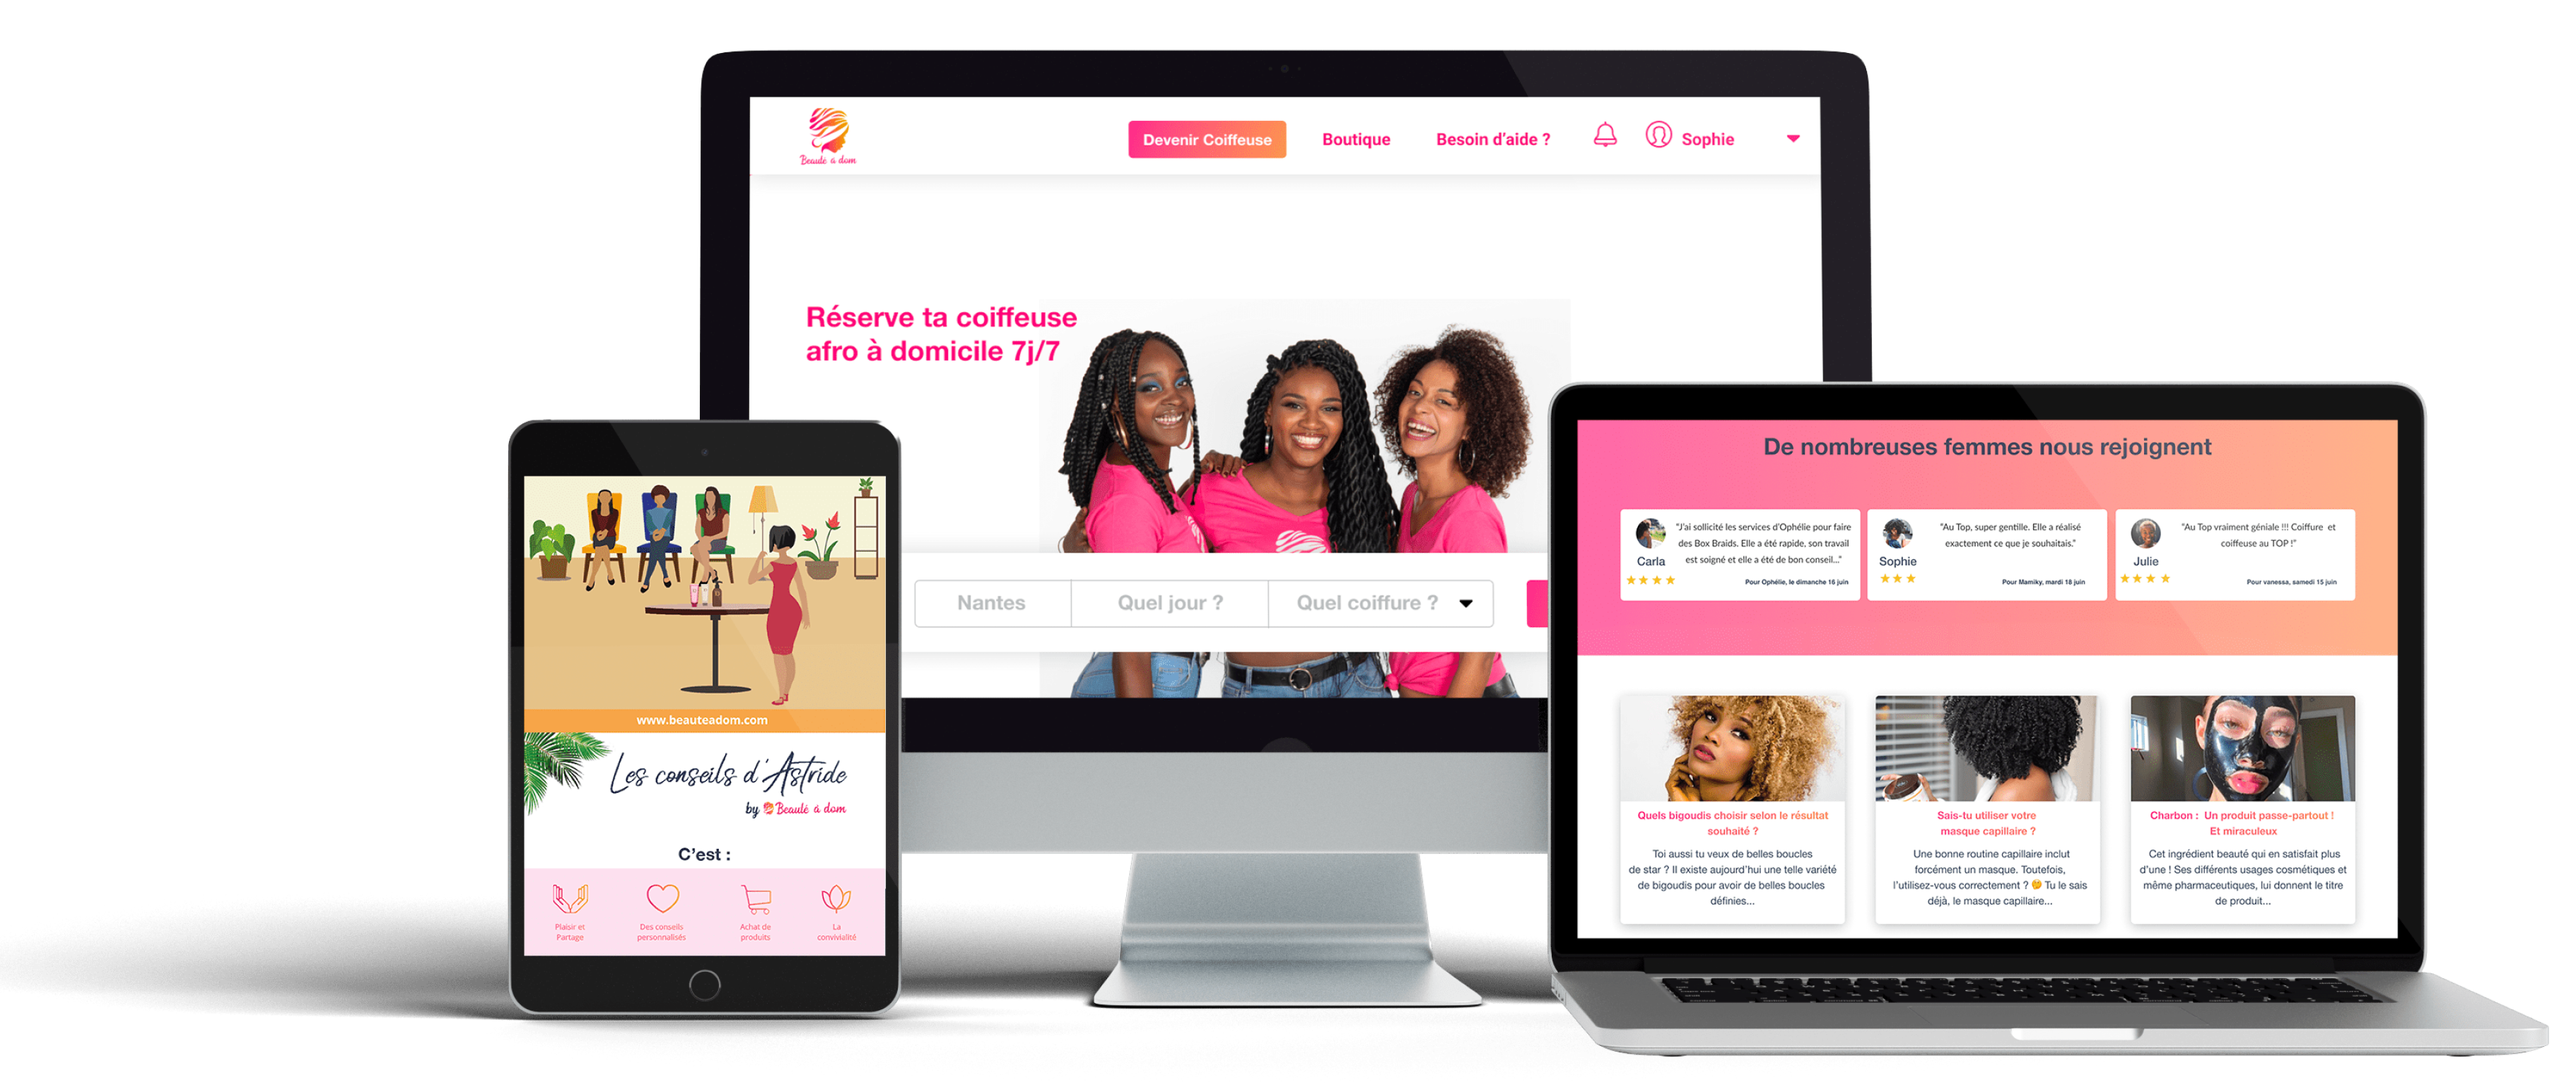 Beauté à dom
Devenir Coiffeuse
Boutique
Besoin d'aide ?
Sophie
Réserve ta coiffeuse
afro à domicile 7j/7
Nantes
Quel jour ?
Quel coiffure ?
www.beauteadom.com
Les conseils d'Astride
by Beauté à dom
C'est :
Plaisir et
Partage
Des conseils
personnalisés
Achat de
produits
La
convivialité
De nombreuses femmes nous rejoignent
"J'ai sollicité les services d'Ophélie pour faire
des Box Braids. Elle a été rapide, son travail
est soigné et elle a été de bon conseil..."
Carla
Pour Ophélie, le dimanche 16 juin
"Au Top, super gentille. Elle a réalisé
exactement ce que je souhaitais."
Sophie
Pour Mamiky, mardi 18 juin
"Au Top vraiment géniale !!! Coiffure et
coiffeuse au TOP !"
Julie
Pour vanessa, samedi 15 juin
Quels bigoudis choisir selon le résultat
souhaité ?
Toi aussi tu veux de belles boucles
de star ? Il existe aujourd'hui une telle variété
de bigoudis pour avoir de belles boucles
définies...
Sais-tu utiliser votre
masque capillaire ?
Une bonne routine capillaire inclut
forcément un masque. Toutefois,
l'utilisez-vous correctement ? 🤔 Tu le sais
déjà, le masque capillaire...
Charbon : Un produit passe-partout !
Et miraculeux
Cet ingrédient beauté qui en satisfait plus
d'une ! Ses différents usages cosmétiques et
même pharmaceutiques, lui donnent le titre
de produit...